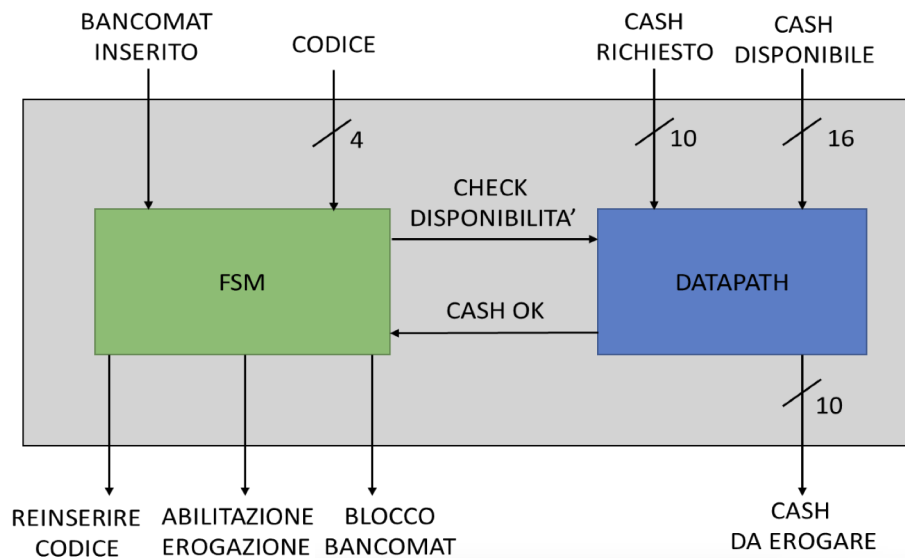 BANCOMAT
INSERITO
CODICE
CASH
RICHIESTO
CASH
DISPONIBILE
4
10
16
CHECK
DISPONIBILITA’
FSM
DATAPATH
CASH OK
10
REINSERIRE
CODICE
ABILITAZIONE
EROGAZIONE
BLOCCO
BANCOMAT
CASH
DA EROGARE